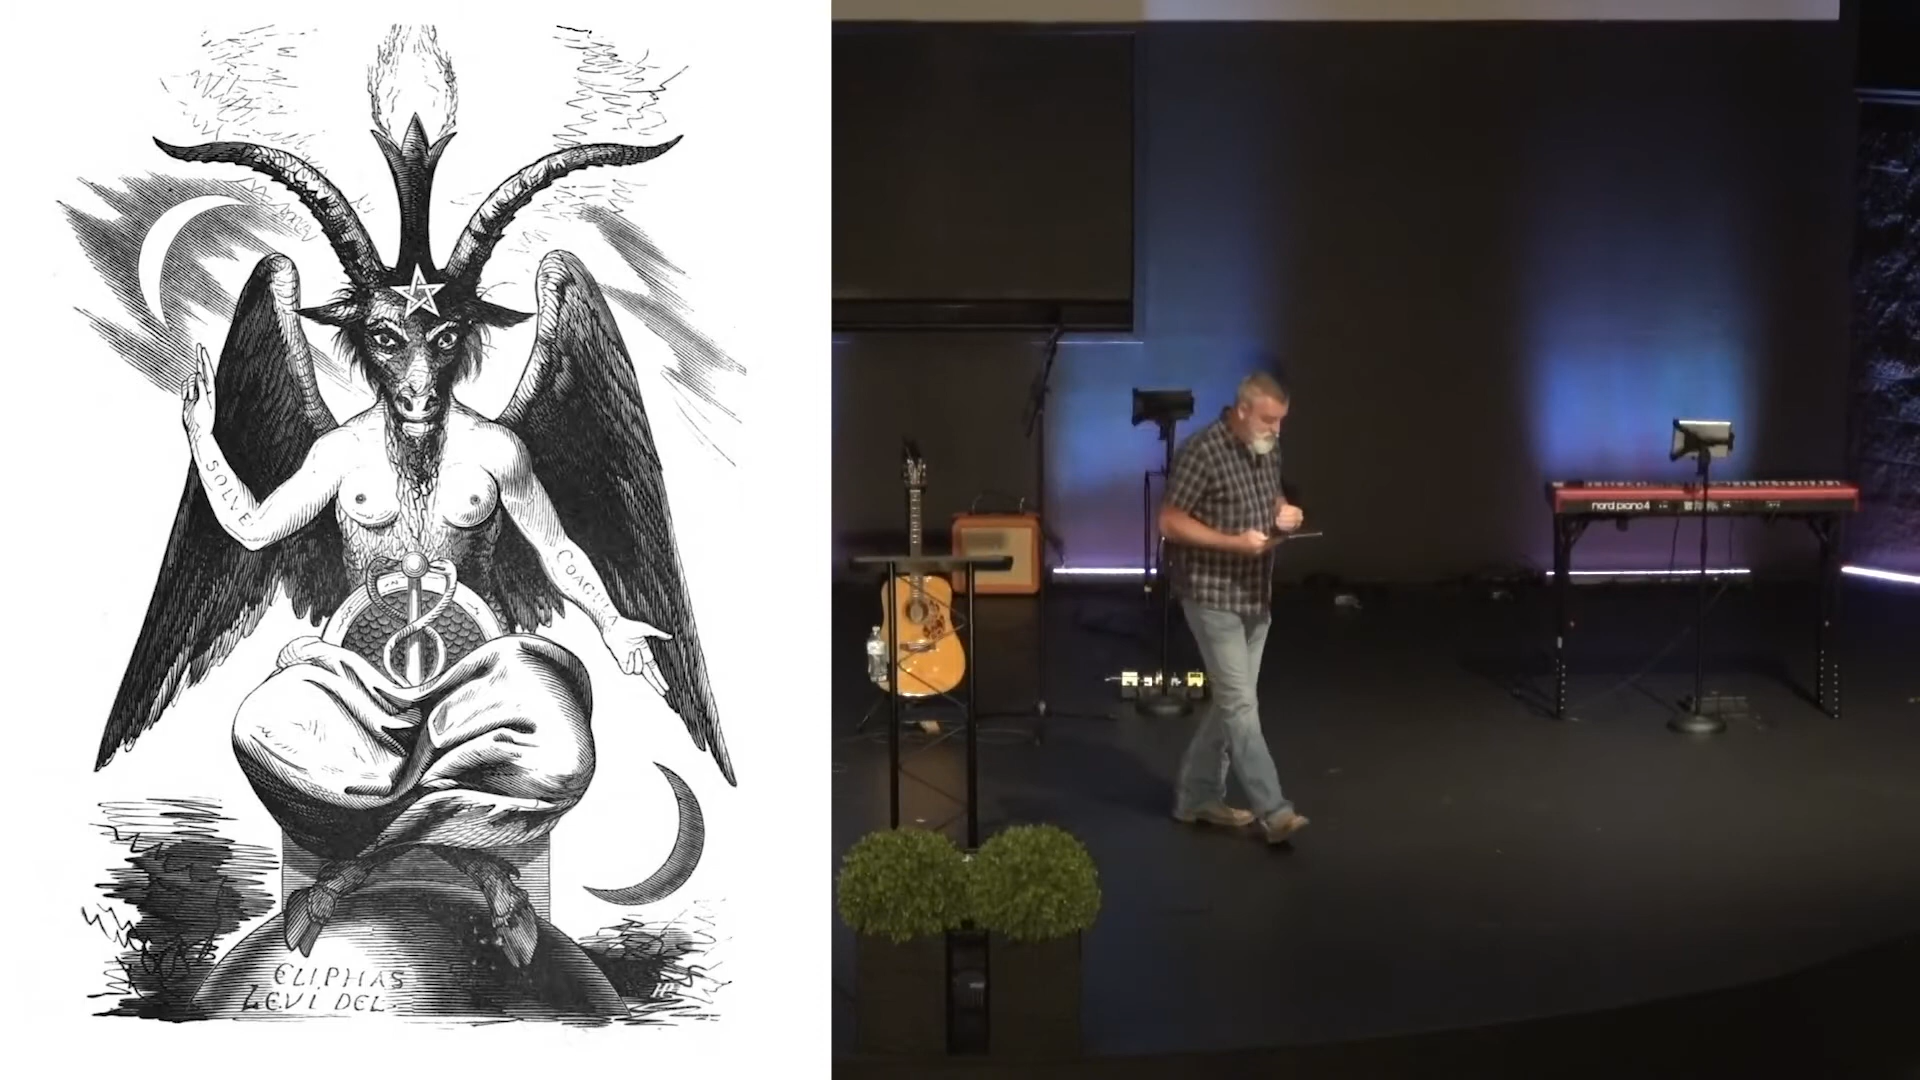 SOLVE
COAGULA
ELIPHAS
LEVI DEL.
nord piano 4